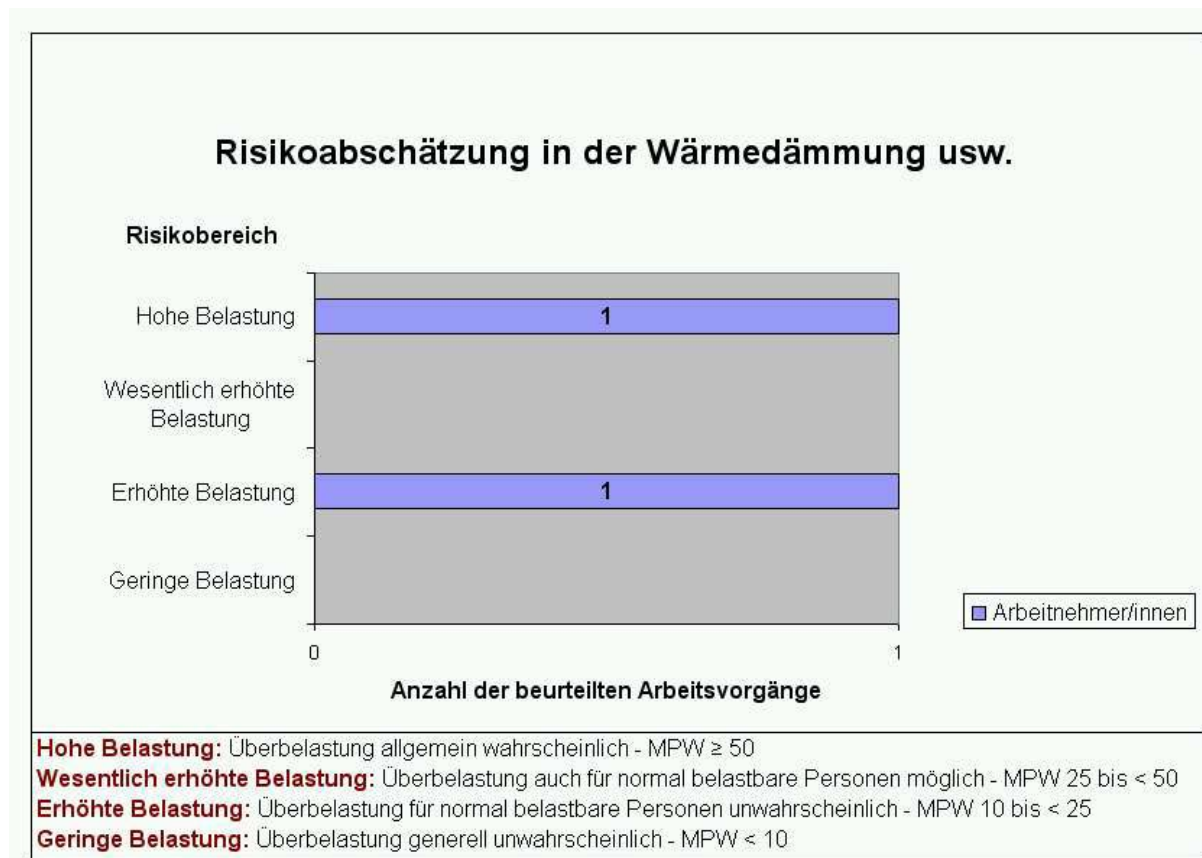 Risikoabschätzung in der Wärmedämmung usw.
Risikobereich
Hohe Belastung
1
Wesentlich erhöhte
Belastung
Erhöhte Belastung
1
Geringe Belastung
Arbeitnehmer/innen
0
1
Anzahl der beurteilten Arbeitsvorgänge
Hohe Belastung: Überbelastung allgemein wahrscheinlich - MPW ≥ 50
Wesentlich erhöhte Belastung: Überbelastung auch für normal belastbare Personen möglich - MPW 25 bis < 50
Erhöhte Belastung: Überbelastung für normal belastbare Personen unwahrscheinlich - MPW 10 bis < 25
Geringe Belastung: Überbelastung generell unwahrscheinlich - MPW < 10